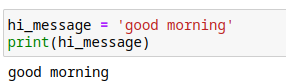 hi_message = 'good morning'
print(hi_message)
good morning